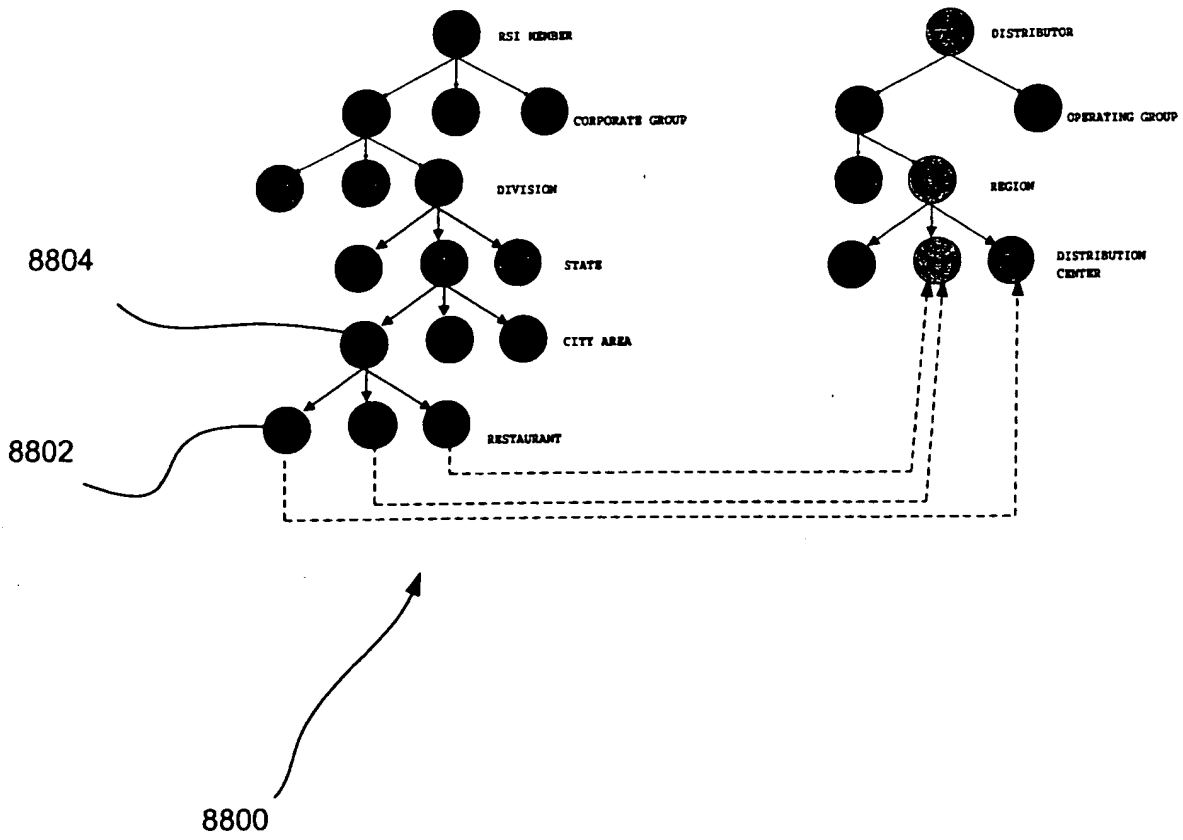 RSI MEMBER
DISTRIBUTOR
CORPORATE GROUP
OPERATING GROUP
DIVISION
REGION
8804
STATE
DISTRIBUTION
CENTER
CITY AREA
8802
RESTAURANT
8800